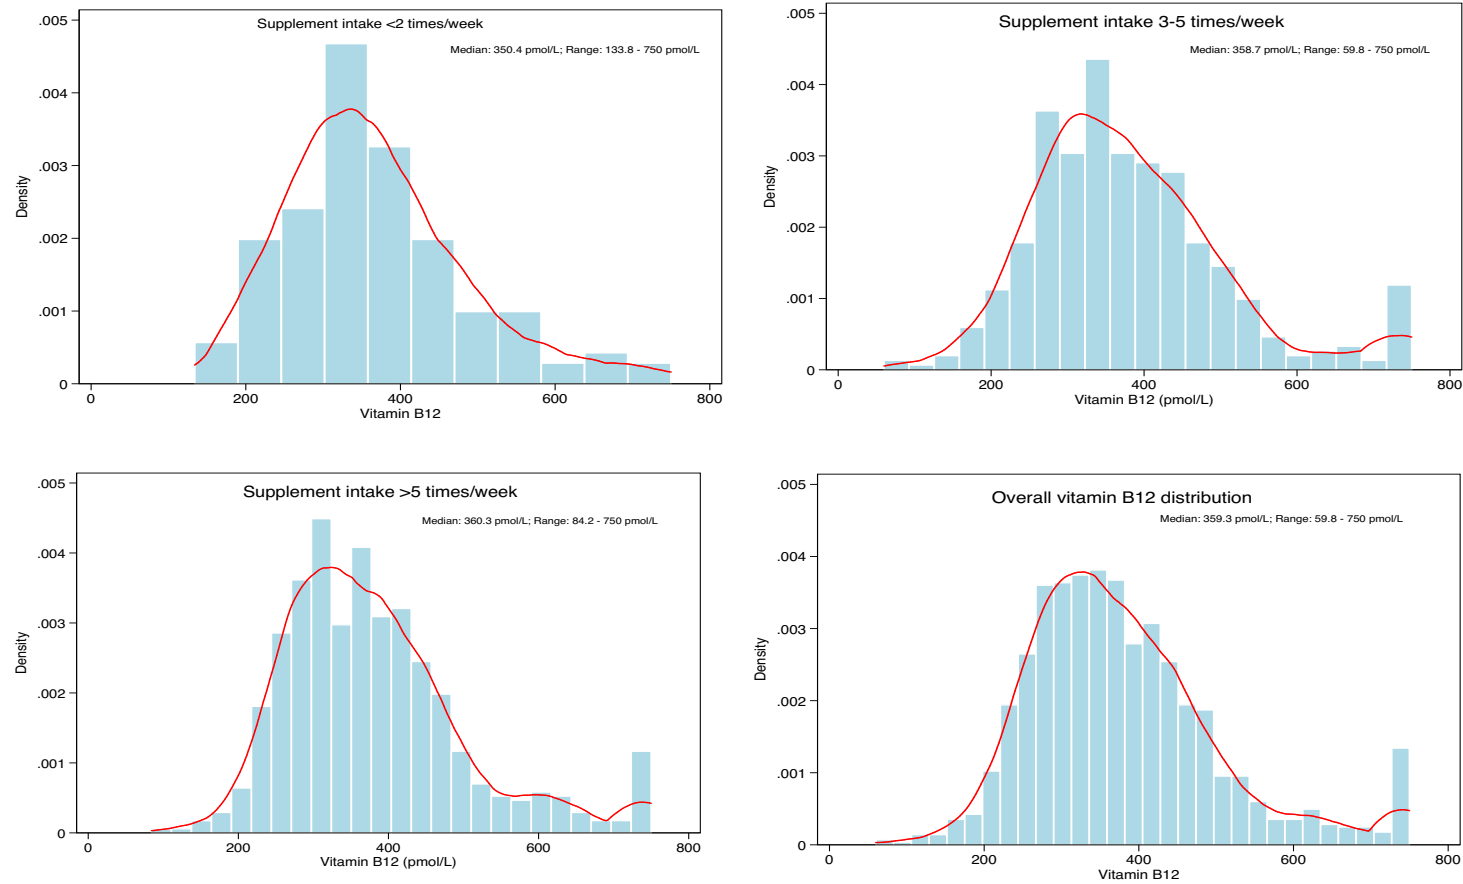 Supplement intake <2 times/week
Median: 350.4 pmol/L; Range: 133.8 - 750 pmol/L
Density
.005
.004
.003
.002
.001
0
0 200 400 600 800
Vitamin B12
Supplement intake 3-5 times/week
Median: 358.7 pmol/L; Range: 59.8 - 750 pmol/L
Density
.005
.004
.003
.002
.001
0
0 200 400 600 800
Vitamin B12 (pmol/L)
Supplement intake >5 times/week
Median: 360.3 pmol/L; Range: 84.2 - 750 pmol/L
Density
.005
.004
.003
.002
.001
0
0 200 400 600 800
Vitamin B12 (pmol/L)
Overall vitamin B12 distribution
Median: 359.3 pmol/L; Range: 59.8 - 750 pmol/L
Density
.005
.004
.003
.002
.001
0
0 200 400 600 800
Vitamin B12